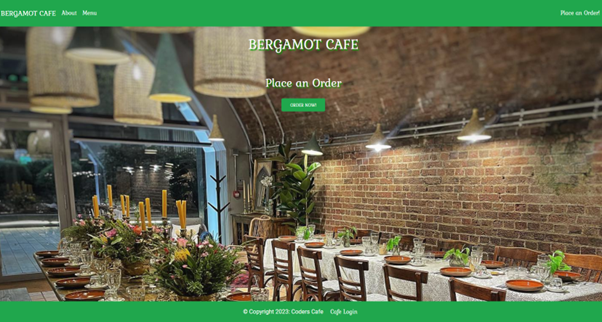 BERGAMOT CAFE About Menu Place an Order!
BERGAMOT CAFE
Place an Order
ORDER NOW!
© Copyright 2023: Coders Cafe Cafe Login